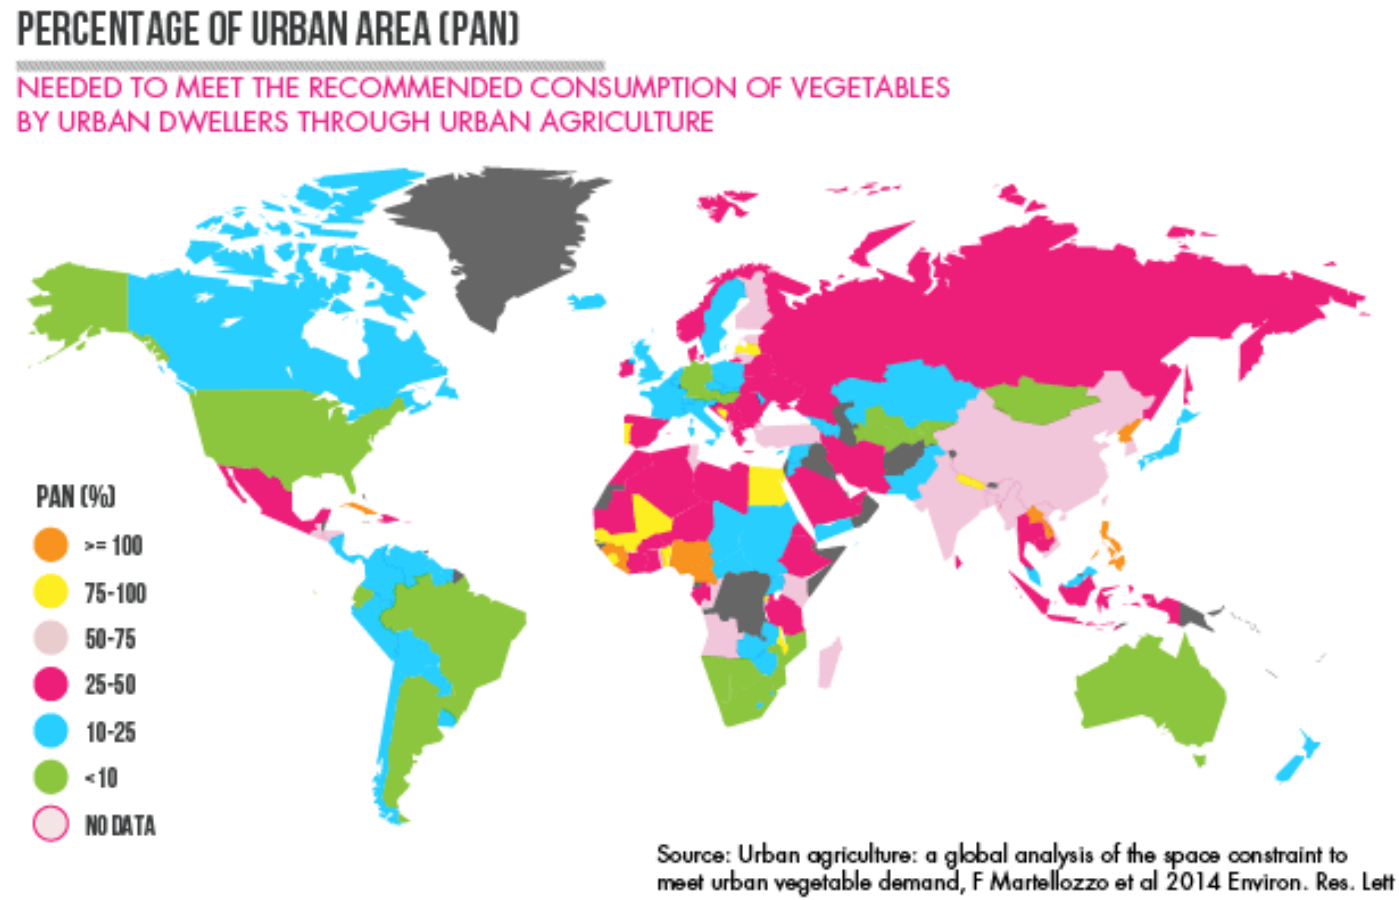 PERCENTAGE OF URBAN AREA (PAN)
NEEDED TO MEET THE RECOMMENDED CONSUMPTION OF VEGETABLES
BY URBAN DWELLERS THROUGH URBAN AGRICULTURE
PAN (%)
>= 100
75-100
50-75
25-50
10-25
<10
NO DATA
Source: Urban agriculture: a global analysis of the space constraint to
meet urban vegetable demand, F Martellozzo et al 2014 Environ. Res. Lett